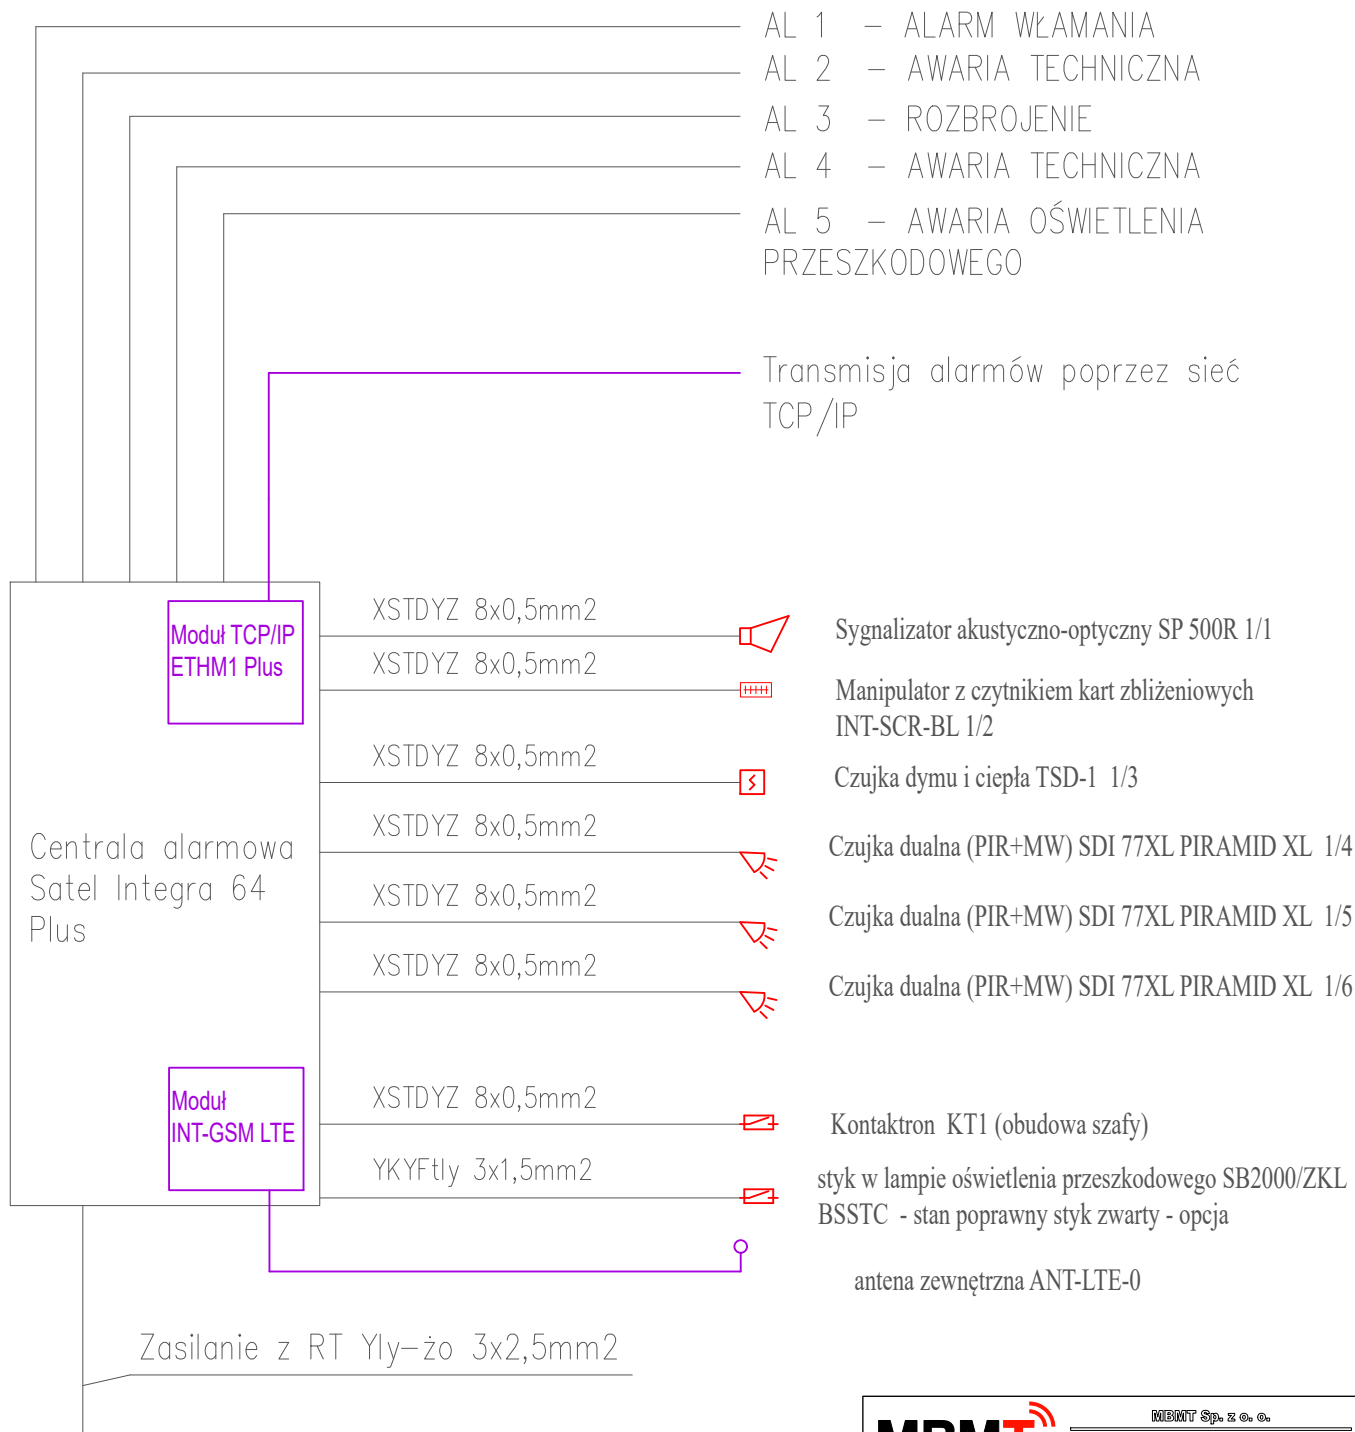 AL 1 – ALARM WŁAMANIA
AL 2 – AWARIA TECHNICZNA
AL 3 – ROZBROJENIE
AL 4 – AWARIA TECHNICZNA
AL 5 – AWARIA OŚWIETLENIA
PRZESZKODOWEGO
Transmisja alarmów poprzez sieć
TCP/IP
Moduł TCP/IP
ETHM1 Plus
XSTDYZ 8x0,5mm2
Sygnalizator akustyczno-optyczny SP 500R 1/1
XSTDYZ 8x0,5mm2
Manipulator z czytnikiem kart zbliżeniowych
INT-SCR-BL 1/2
XSTDYZ 8x0,5mm2
Czujka dymu i ciepła TSD-1 1/3
Centrala alarmowa
Satel Integra 64
Plus
XSTDYZ 8x0,5mm2
Czujka dualna (PIR+MW) SDI 77XL PIRAMID XL 1/4
XSTDYZ 8x0,5mm2
Czujka dualna (PIR+MW) SDI 77XL PIRAMID XL 1/5
XSTDYZ 8x0,5mm2
Czujka dualna (PIR+MW) SDI 77XL PIRAMID XL 1/6
Moduł
INT-GSM LTE
XSTDYZ 8x0,5mm2
Kontaktron KT1 (obudowa szafy)
YKYFtly 3x1,5mm2
styk w lampie oświetlenia przeszkodowego SB2000/ZKL
BSSTC - stan poprawny styk zwarty - opcja
antena zewnętrzna ANT-LTE-0
Zasilanie z RT Yly–żo 3x2,5mm2
MBMT
MBMT Sp. z o. o.